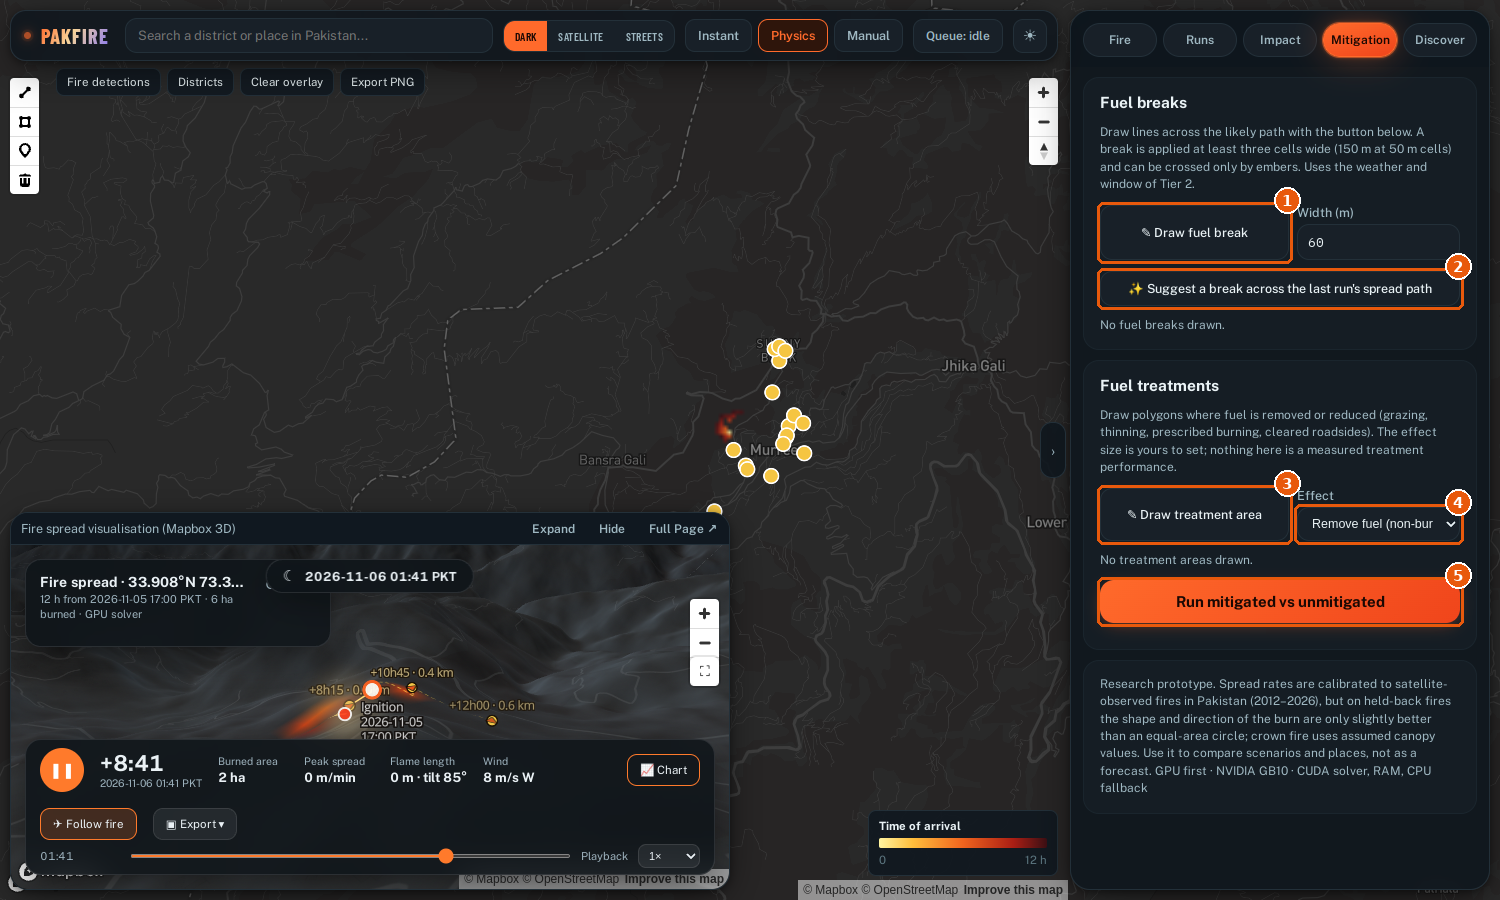 PAKFIRE
Search a district or place in Pakistan...
DARK SATELLITE STREETS
Instant Physics Manual Queue: idle ☀
Fire detections Districts Clear overlay Export PNG
Jhika Gali
Murree
Bansra Gali
Lower
Fire spread visualisation (Mapbox 3D) Expand Hide Full Page ↗
Fire spread · 33.908°N 73.3...
12 h from 2026-11-05 17:00 PKT · 6 ha
burned · GPU solver
☾ 2026-11-06 01:41 PKT
+10h45 · 0.4 km
+12h00 · 0.6 km
Ignition
2026-11-05
17:00 PKT
+8:41
2026-11-06 01:41 PKT
Burned area
2 ha
Peak spread
0 m/min
Flame length
0 m · tilt 85°
Wind
8 m/s W
📈 Chart
✈ Follow fire ▣ Export ▾
01:41 Playback 1×
© Mapbox © OpenStreetMap Improve this map
Time of arrival
0 12 h
© Mapbox © OpenStreetMap Improve this map
Fire Runs Impact Mitigation Discover
Fuel breaks
Draw lines across the likely path with the button below. A
break is applied at least three cells wide (150 m at 50 m cells)
and can be crossed only by embers. Uses the weather and
window of Tier 2.
1
✎ Draw fuel break
Width (m)
60
2
✨ Suggest a break across the last run's spread path
No fuel breaks drawn.
Fuel treatments
Draw polygons where fuel is removed or reduced (grazing,
thinning, prescribed burning, cleared roadsides). The effect
size is yours to set; nothing here is a measured treatment
performance.
3
✎ Draw treatment area
Effect
4
Remove fuel (non-bur
No treatment areas drawn.
5
Run mitigated vs unmitigated
Research prototype. Spread rates are calibrated to satellite-
observed fires in Pakistan (2012–2026), but on held-back fires
the shape and direction of the burn are only slightly better
than an equal-area circle; crown fire uses assumed canopy
values. Use it to compare scenarios and places, not as a
forecast. GPU first · NVIDIA GB10 · CUDA solver, RAM, CPU
fallback